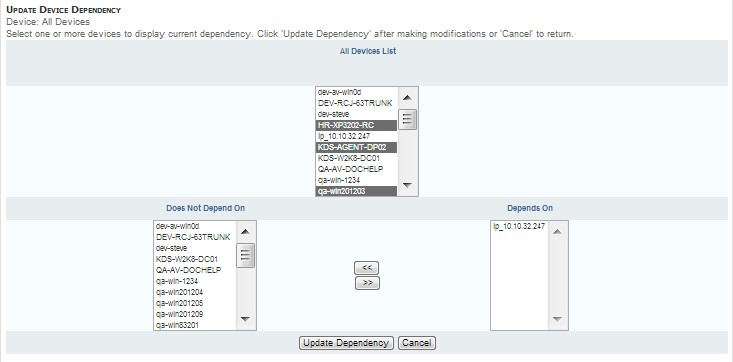 UPDATE DEVICE DEPENDENCY
Device: All Devices
Select one or more devices to display current dependency. Click 'Update Dependency' after making modifications or 'Cancel' to return.
All Devices List
dev-av-win0d
DEV-RCJ-63TRUNK
dev-steve
HR-XP3202-RC
ip_10.10.32.247
KDS-AGENT-DP02
KDS-W2K8-DC01
QA-AV-DOCHELP
qa-win-1234
qa-win201203
Does Not Depend On
Depends On
dev-av-win0d
DEV-RCJ-63TRUNK
dev-steve
KDS-W2K8-DC01
QA-AV-DOCHELP
qa-win-1234
qa-win201204
qa-win201205
qa-win201209
qa-win83201
<<
>>
ip_10.10.32.247
Update Dependency
Cancel